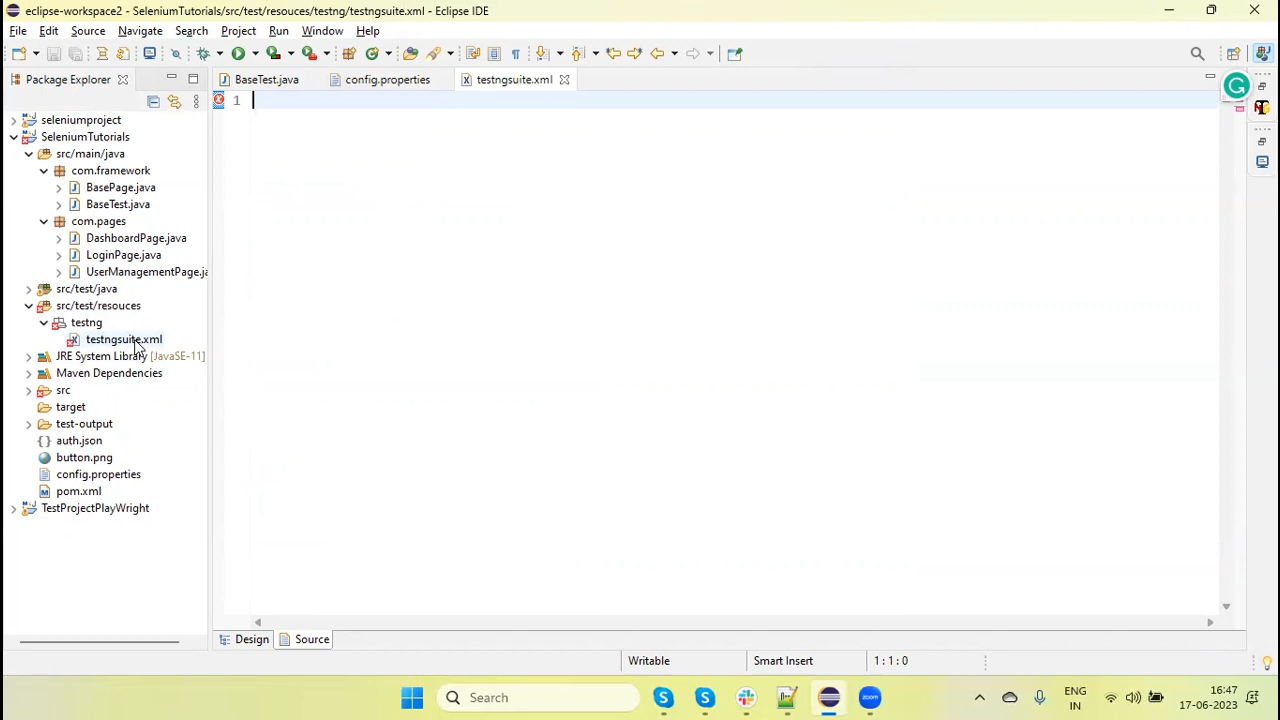 eclipse-workspace2 - SeleniumTutorials/src/test/resouces/testng/testngsuite.xml - Eclipse IDE
File Edit Source Navigate Search Project Run Window Help
Package Explorer
BaseTest.java
config.properties
testngsuite.xml
1
seleniumproject
SeleniumTutorials
src/main/java
com.framework
BasePage.java
BaseTest.java
com.pages
DashboardPage.java
LoginPage.java
UserManagementPage.ja
src/test/java
src/test/resouces
testng
testngsuite.xml
JRE System Library [JavaSE-11]
Maven Dependencies
src
target
test-output
auth.json
button.png
config.properties
pom.xml
TestProjectPlayWright
Design Source
Writable Smart Insert 1 : 1 : 0
Search
ENG
IN
16:47
17-06-2023